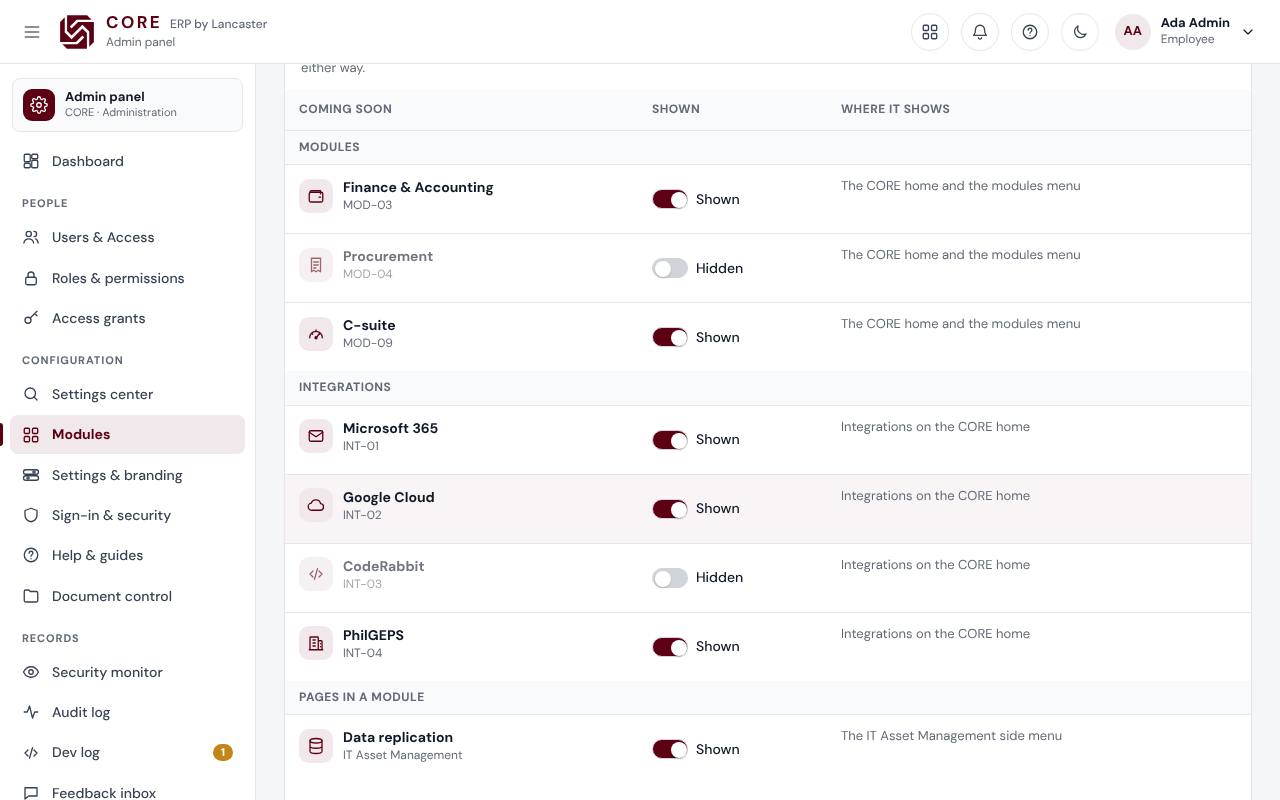 CORE ERP by Lancaster
Admin panel
AA
Ada Admin
Employee
Admin panel
CORE · Administration
Dashboard
PEOPLE
Users & Access
Roles & permissions
Access grants
CONFIGURATION
Settings center
Modules
Settings & branding
Sign-in & security
Help & guides
Document control
RECORDS
Security monitor
Audit log
Dev log 1
Feedback inbox
either way.
COMING SOON SHOWN WHERE IT SHOWS
MODULES
Finance & Accounting
MOD-03
Shown
The CORE home and the modules menu
Procurement
MOD-04
Hidden
The CORE home and the modules menu
C-suite
MOD-09
Shown
The CORE home and the modules menu
INTEGRATIONS
Microsoft 365
INT-01
Shown
Integrations on the CORE home
Google Cloud
INT-02
Shown
Integrations on the CORE home
CodeRabbit
INT-03
Hidden
Integrations on the CORE home
PhilGEPS
INT-04
Shown
Integrations on the CORE home
PAGES IN A MODULE
Data replication
IT Asset Management
Shown
The IT Asset Management side menu